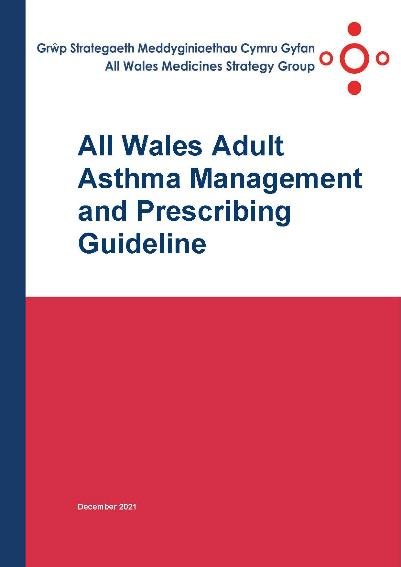 Grŵp Strategaeth Meddyginiaethau Cymru Gyfan
All Wales Medicines Strategy Group
All Wales Adult
Asthma Management
and Prescribing
Guideline
December 2021